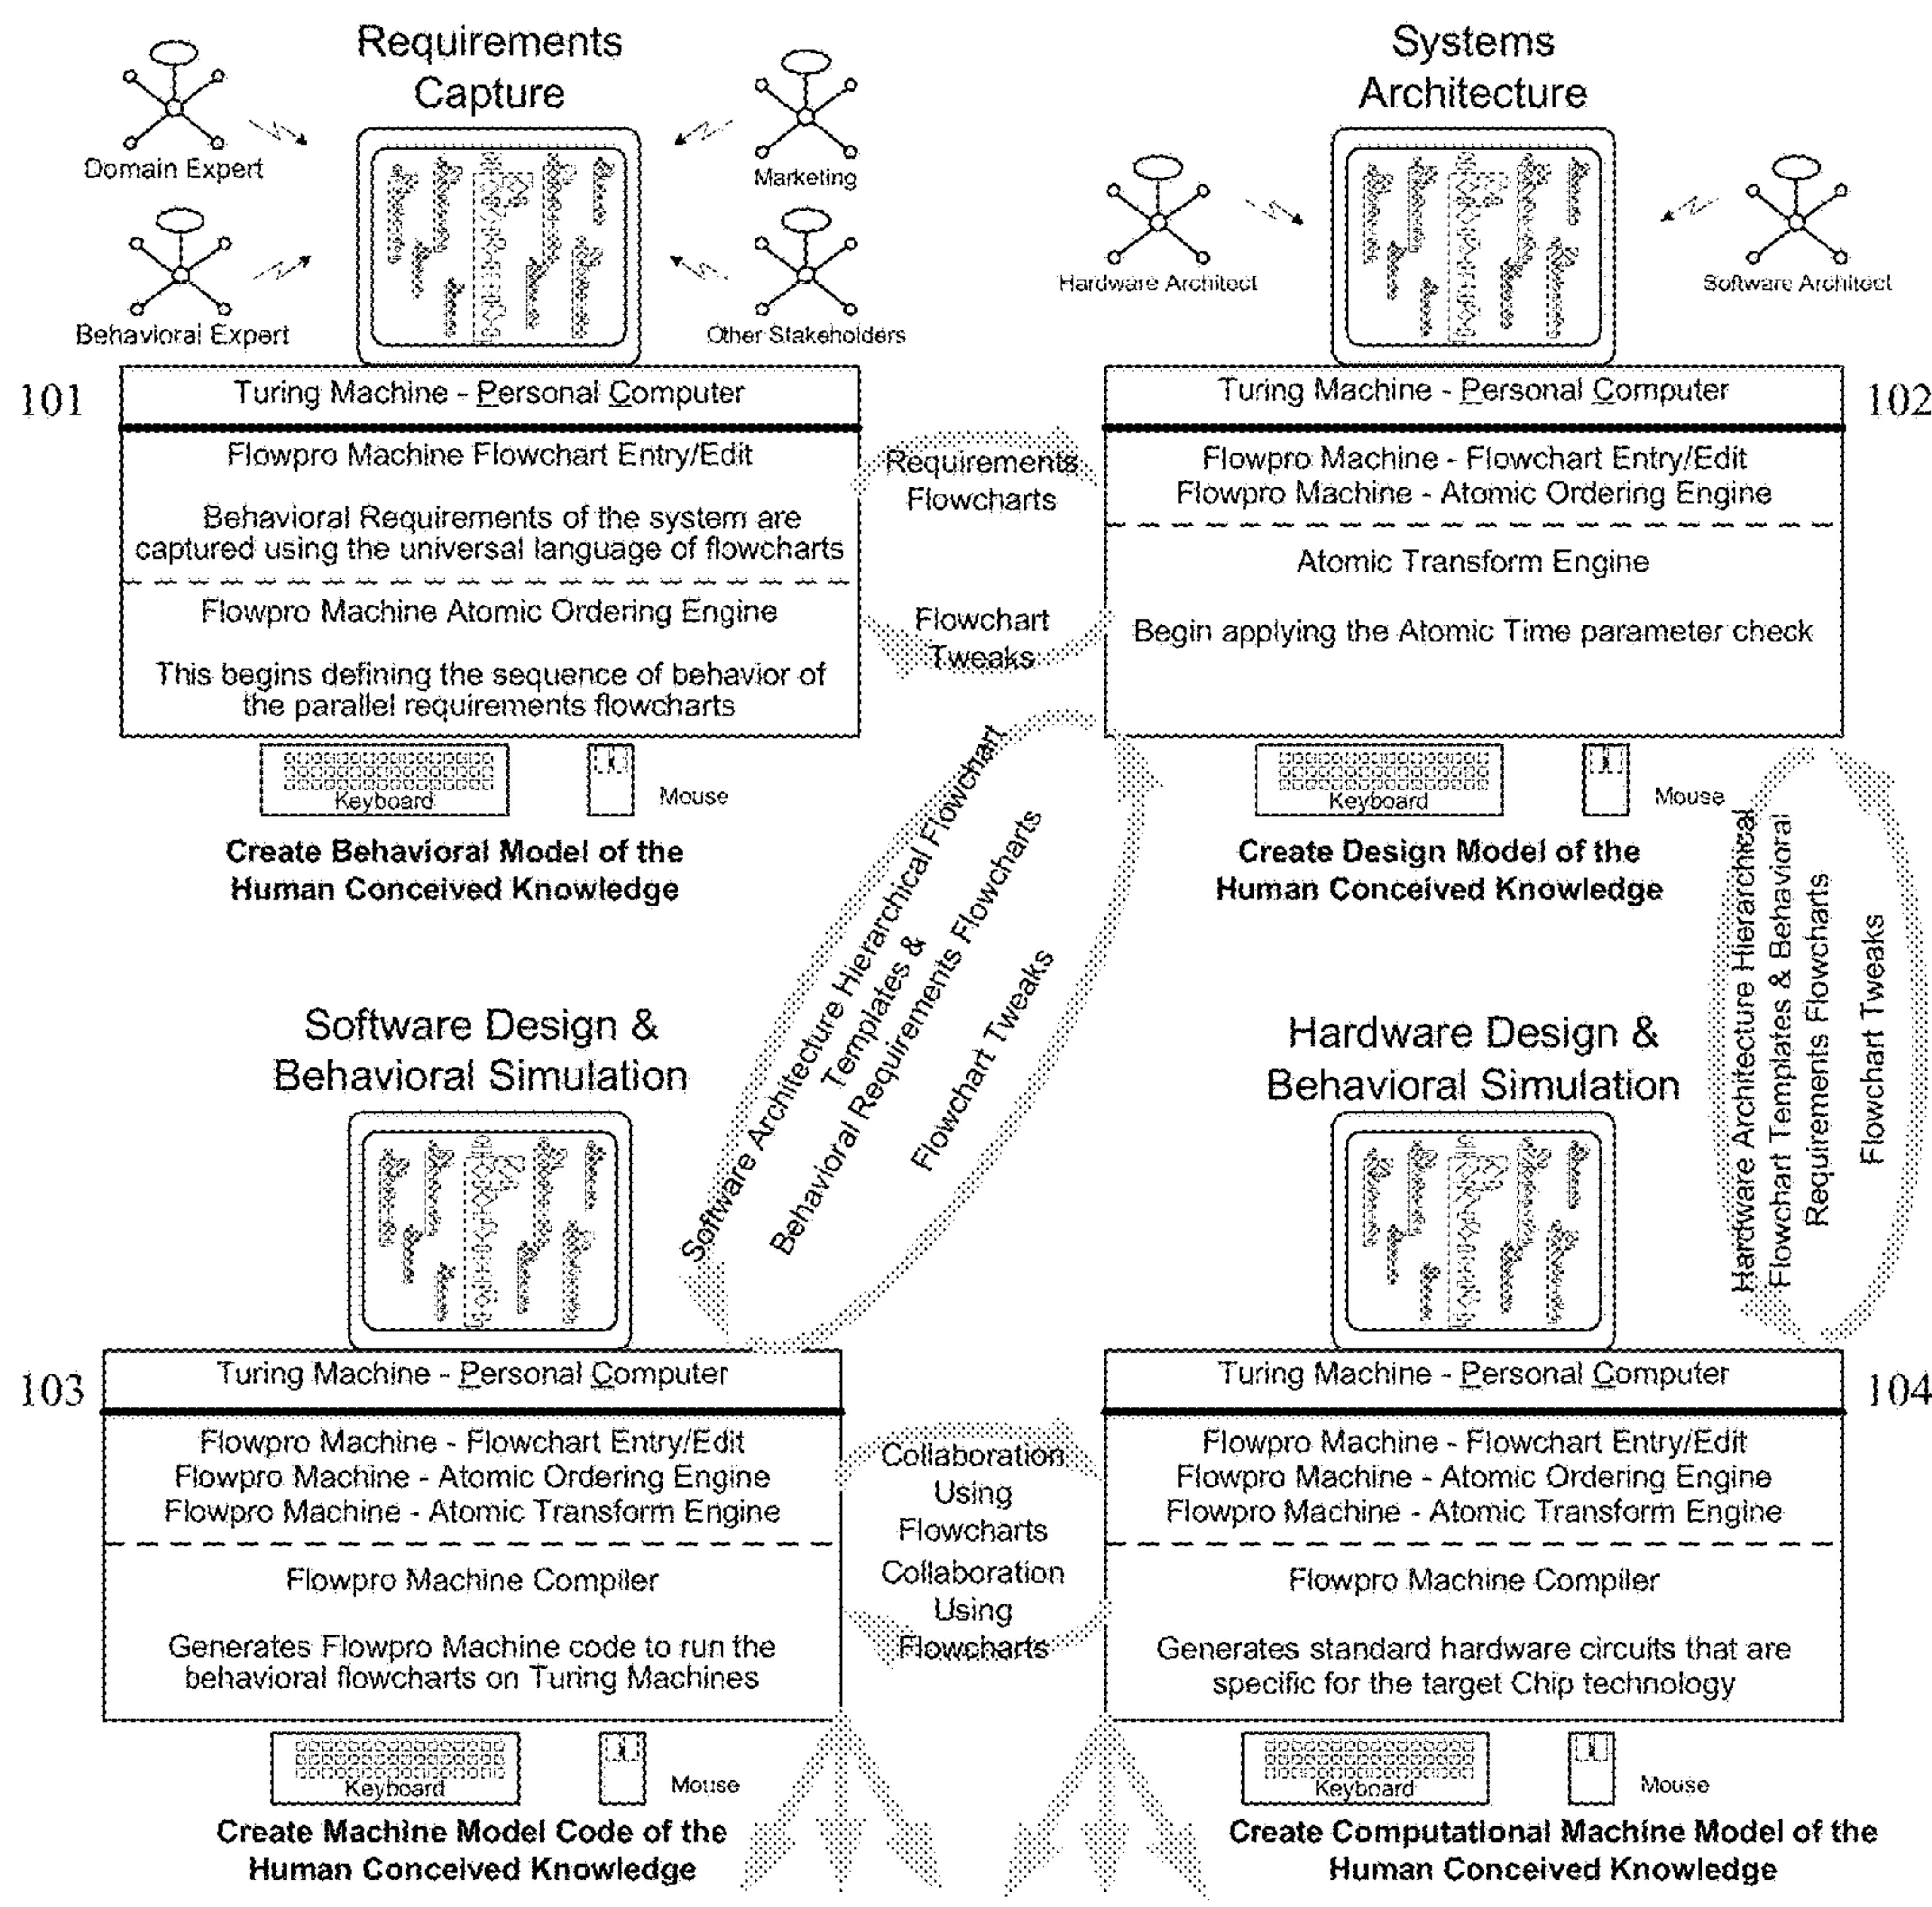 Requirements
Capture
Domain Expert
Marketing
Behavioral Expert
Other Stakeholders
101
Turing Machine - Personal Computer
Flowpro Machine Flowchart Entry/Edit
Behavioral Requirements of the system are
captured using the universal language of flowcharts
Flowpro Machine Atomic Ordering Engine
This begins defining the sequence of behavior of
the parallel requirements flowcharts
Keyboard
Mouse
Create Behavioral Model of the
Human Conceived Knowledge
Requirements
Flowcharts
Flowchart
Tweaks
Systems
Architecture
Hardware Architect
Software Architect
102
Turing Machine - Personal Computer
Flowpro Machine - Flowchart Entry/Edit
Flowpro Machine - Atomic Ordering Engine
Atomic Transform Engine
Begin applying the Atomic Time parameter check
Keyboard
Mouse
Create Design Model of the
Human Conceived Knowledge
Software Architecture Hierarchical Flowchart
Templates &
Behavioral Requirements Flowcharts
Flowchart Tweaks
Hardware Architecture Hierarchical
Flowchart Templates & Behavioral
Requirements Flowcharts
Flowchart Tweaks
Software Design &
Behavioral Simulation
103
Turing Machine - Personal Computer
Flowpro Machine - Flowchart Entry/Edit
Flowpro Machine - Atomic Ordering Engine
Flowpro Machine - Atomic Transform Engine
Flowpro Machine Compiler
Generates Flowpro Machine code to run the
behavioral flowcharts on Turing Machines
Keyboard
Mouse
Create Machine Model Code of the
Human Conceived Knowledge
Collaboration
Using
Flowcharts
Collaboration
Using
Flowcharts
Hardware Design &
Behavioral Simulation
104
Turing Machine - Personal Computer
Flowpro Machine - Flowchart Entry/Edit
Flowpro Machine - Atomic Ordering Engine
Flowpro Machine - Atomic Transform Engine
Flowpro Machine Compiler
Generates standard hardware circuits that are
specific for the target Chip technology
Keyboard
Mouse
Create Computational Machine Model of the
Human Conceived Knowledge